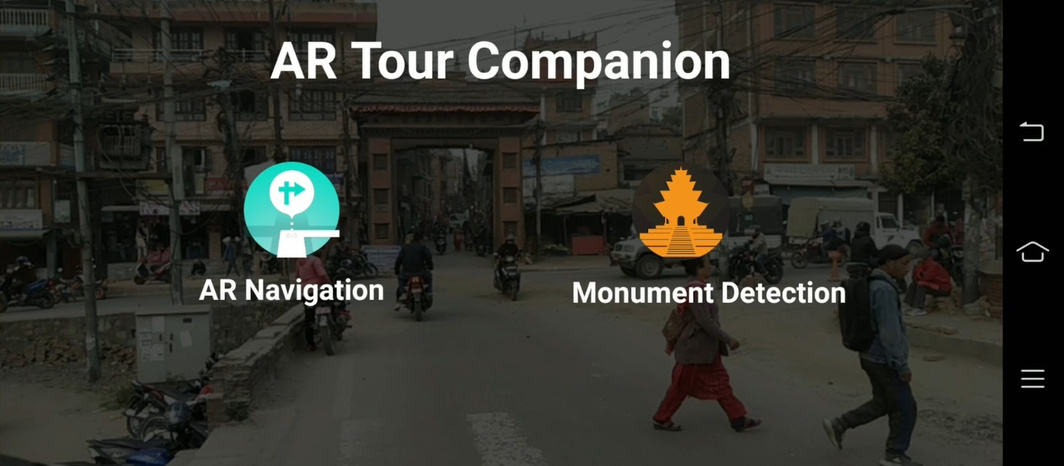 AR Tour Companion
AR Navigation
Monument Detection